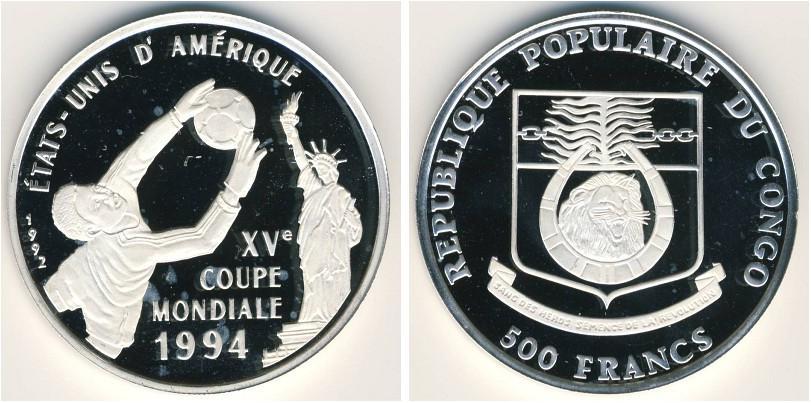 ÉTATS-UNIS D' AMÉRIQUE
1992
XVe
COUPE
MONDIALE
1994
REPUBLIQUE POPULAIRE DU CONGO
SANG DES HEROS SEMENCE DE LA REVOLUTION
500 FRANCS